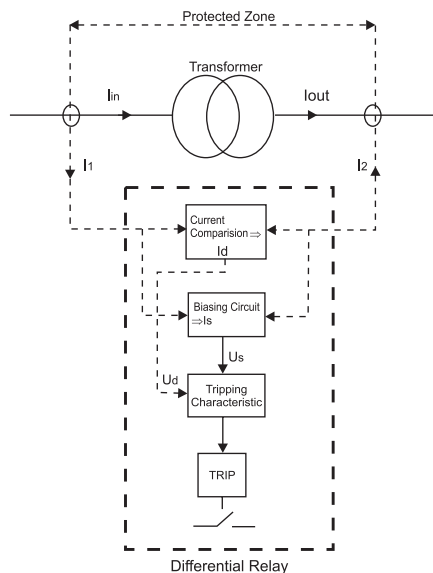 Protected Zone
Transformer
Iin
Iout
I1
I2
Current
Comparision ⇒
Id
Biasing Circuit
⇒Is
Us
Ud
Tripping
Characteristic
TRIP
Differential Relay